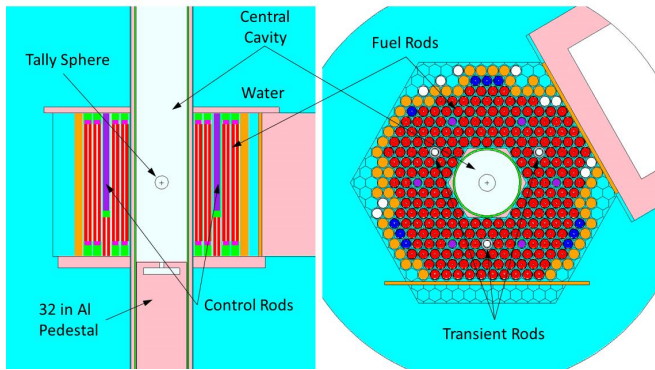 Central
Cavity
Tally Sphere
Fuel Rods
Water
32 in Al
Pedestal
Control Rods
Transient Rods